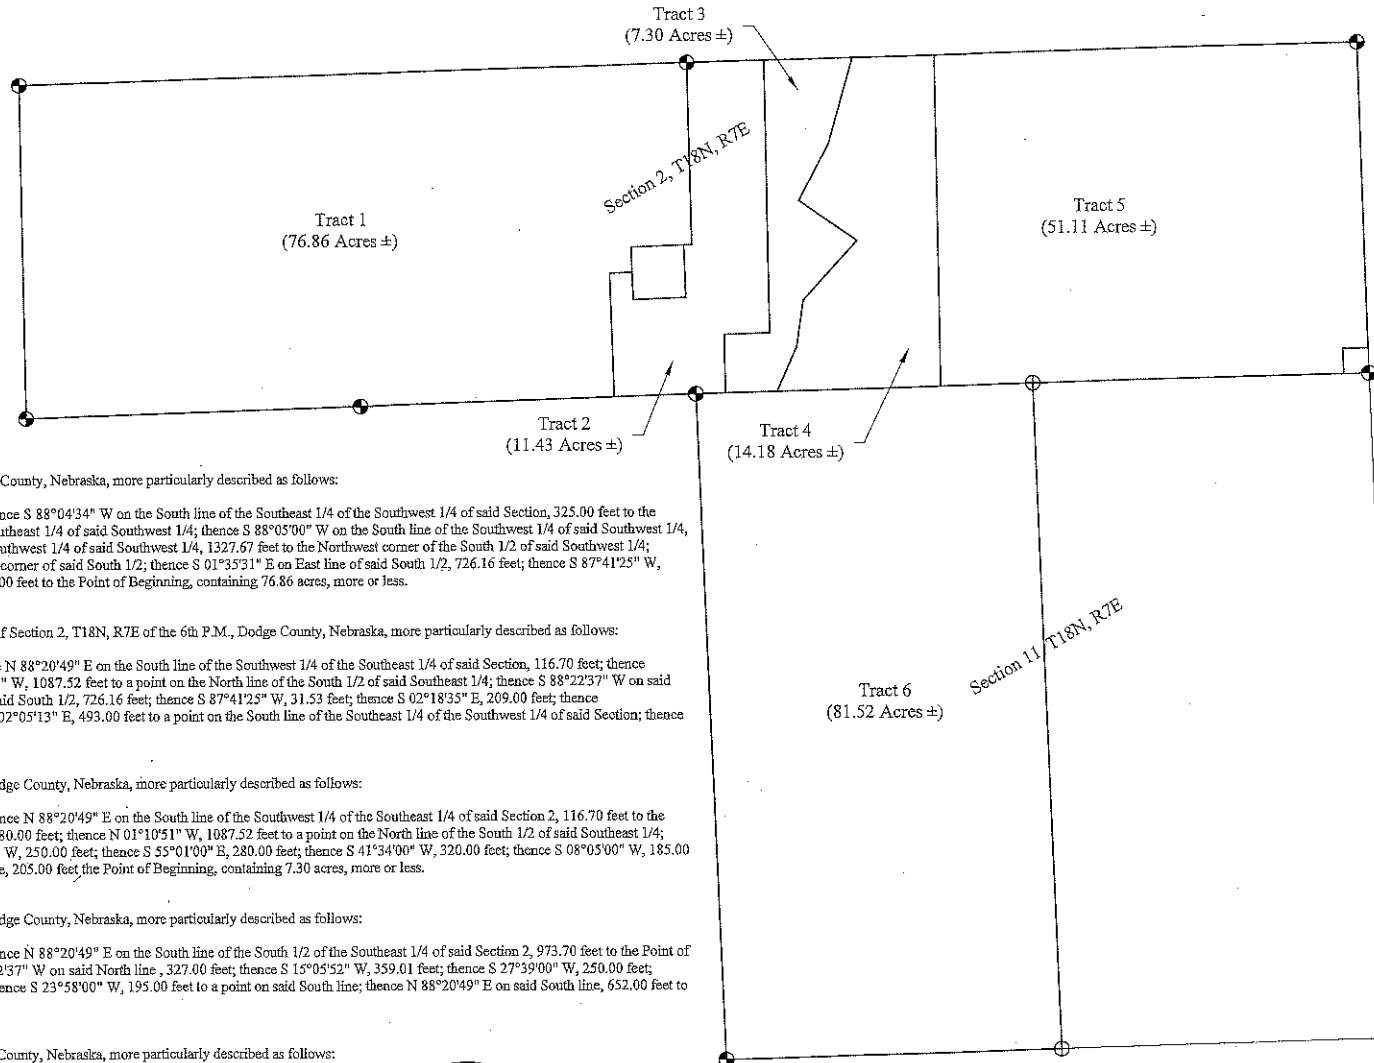 Tract 3
(7.30 Acres ±)
Section 2, T18N, R7E
Tract 1
(76.86 Acres ±)
Tract 5
(51.11 Acres ±)
Tract 2
(11.43 Acres ±)
Tract 4
(14.18 Acres ±)
Section 11, T18N, R7E
Tract 6
(81.52 Acres ±)
County, Nebraska, more particularly described as follows:
nce S 88°04'34" W on the South line of the Southeast 1/4 of the Southwest 1/4 of said Section, 325.00 feet to the
utheast 1/4 of said Southwest 1/4; thence S 88°05'00" W on the South line of the Southwest 1/4 of said Southwest 1/4,
uthwest 1/4 of said Southwest 1/4, 1327.67 feet to the Northwest corner of the South 1/2 of said Southwest 1/4;
corner of said South 1/2; thence S 01°35'31" E on East line of said South 1/2, 726.16 feet; thence S 87°41'25" W,
00 feet to the Point of Beginning, containing 76.86 acres, more or less.
f Section 2, T18N, R7E of the 6th P.M., Dodge County, Nebraska, more particularly described as follows:
N 88°20'49" E on the South line of the Southwest 1/4 of the Southeast 1/4 of said Section, 116.70 feet; thence
" W, 1087.52 feet to a point on the North line of the South 1/2 of said Southeast 1/4; thence S 88°22'37" W on said
id South 1/2, 726.16 feet; thence S 87°41'25" W, 31.53 feet; thence S 02°18'35" E, 209.00 feet; thence
02°05'13" E, 493.00 feet to a point on the South line of the Southeast 1/4 of the Southwest 1/4 of said Section; thence
dge County, Nebraska, more particularly described as follows:
nce N 88°20'49" E on the South line of the Southwest 1/4 of the Southeast 1/4 of said Section 2, 116.70 feet to the
80.00 feet; thence N 01°10'51" W, 1087.52 feet to a point on the North line of the South 1/2 of said Southeast 1/4;
W, 250.00 feet; thence S 55°01'00" E, 280.00 feet; thence S 41°34'00" W, 320.00 feet; thence S 08°05'00" W, 185.00
e, 205.00 feet the Point of Beginning, containing 7.30 acres, more or less.
dge County, Nebraska, more particularly described as follows:
nce N 88°20'49" E on the South line of the South 1/2 of the Southeast 1/4 of said Section 2, 973.70 feet to the Point of
2'37" W on said North line , 327.00 feet; thence S 15°05'52" W, 359.01 feet; thence S 27°39'00" W, 250.00 feet;
ence S 23°58'00" W, 195.00 feet to a point on said South line; thence N 88°20'49" E on said South line, 652.00 feet to
County, Nebraska, more particularly described as follows: